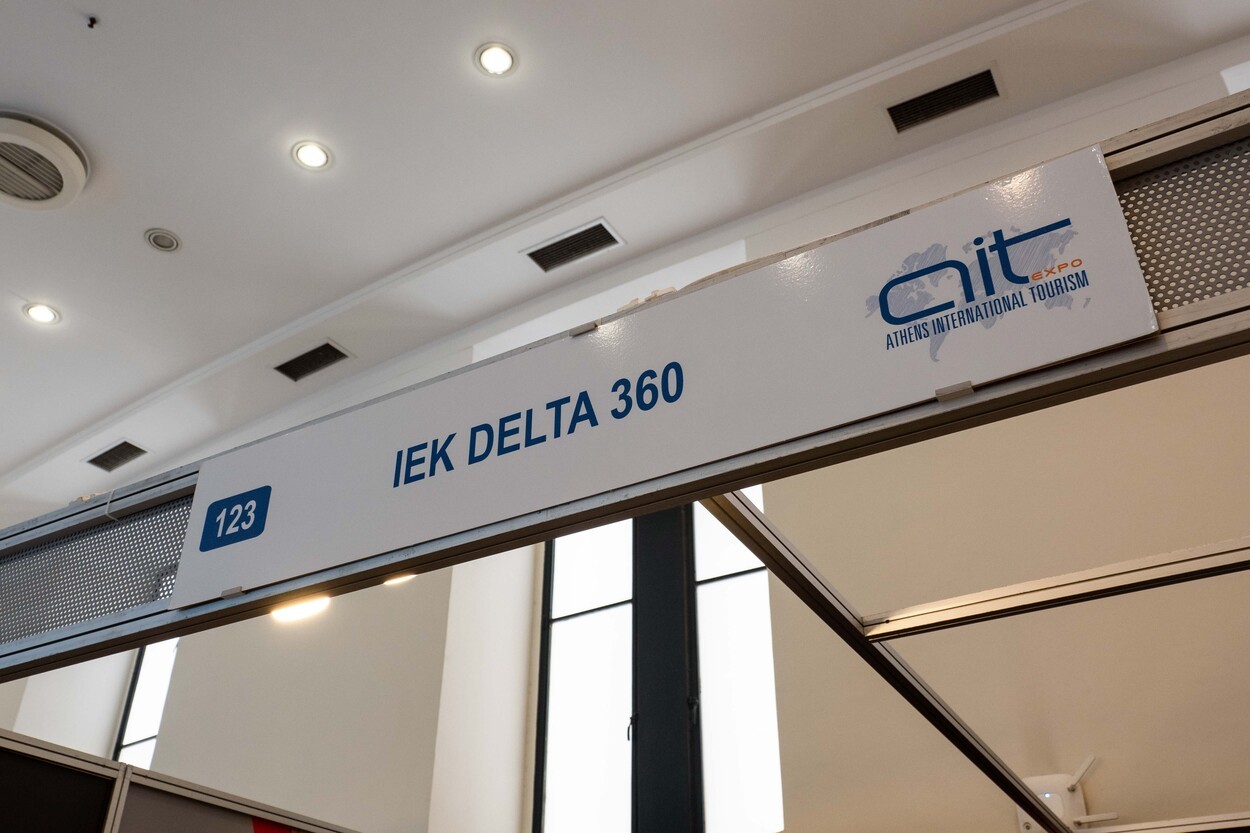 123
IEK DELTA 360
ait
EXPO
ATHENS INTERNATIONAL TOURISM